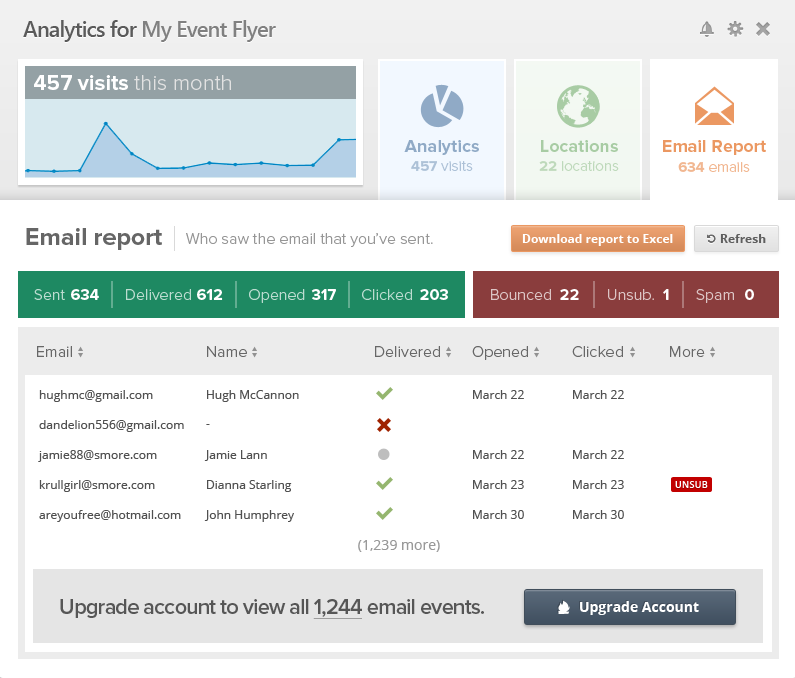 Analytics for My Event Flyer
457 visits this month
Analytics
457 visits
Locations
22 locations
Email Report
634 emails
Email report
Who saw the email that you've sent.
Download report to Excel
Refresh
Sent 634 Delivered 612 Opened 317 Clicked 203 Bounced 22 Unsub. 1 Spam 0
Email Name Delivered Opened Clicked More
hughmc@gmail.com Hugh McCannon March 22 March 22
dandelion556@gmail.com -
jamie88@smore.com Jamie Lann March 22 March 22
krullgirl@smore.com Dianna Starling March 23 March 23 UNSUB
areyoufree@hotmail.com John Humphrey March 30 March 30
(1,239 more)
Upgrade account to view all 1,244 email events. Upgrade Account